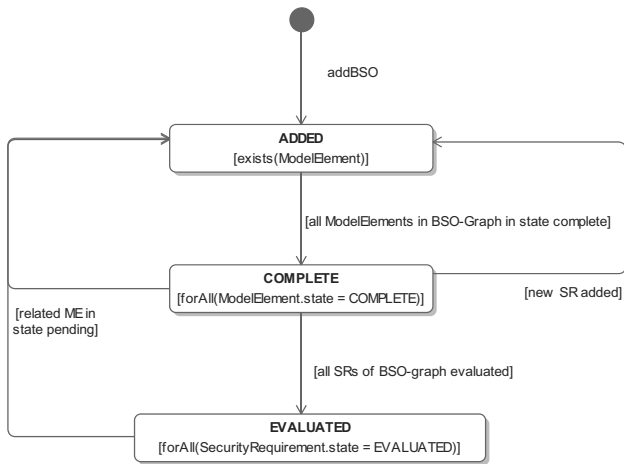 addBSO
ADDED
[exists(ModelElement)]
[all ModelElements in BSO-Graph in state complete]
COMPLETE
[forAll(ModelElement.state = COMPLETE)]
[related ME in
state pending]
[new SR added]
[all SRs of BSO-graph evaluated]
EVALUATED
[forAll(SecurityRequirement.state = EVALUATED)]